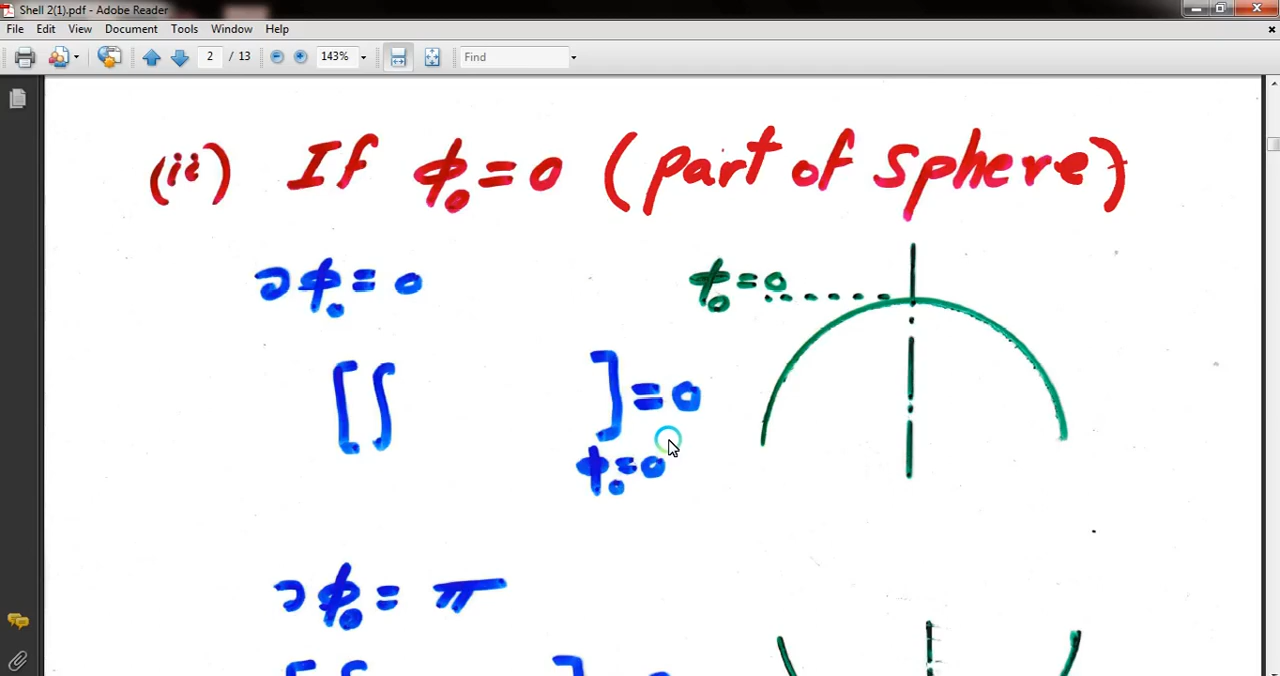 Shell 2(1).pdf - Adobe Reader
File Edit View Document Tools Window Help
2 / 13 143% Find
(ii) If φ₀=0 (part of sphere)
φ₀=0
φ₀=0
[∫ ]=0
φ₀=0
φ₀=π
[∫ ]